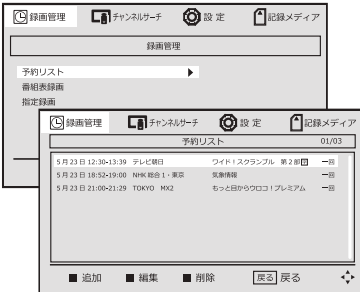 録画管理 チャンネルサーチ 設 定 記録メディア
録画管理
予約リスト
番組表録画
指定録画
録画管理 チャンネルサーチ 設 定 記録メディア
予約リスト 01/03
5月23日 12:30-13:39 テレビ朝日 ワイド！スクランブル 第2部字 一回
5月23日 18:52-19:00 NHK 総合1・東京 気象情報 一回
5月23日 21:00-21:29 TOKYO MX2 もっと目からウロコ！プレミアム 一回
追加 編集 削除 戻る 戻る